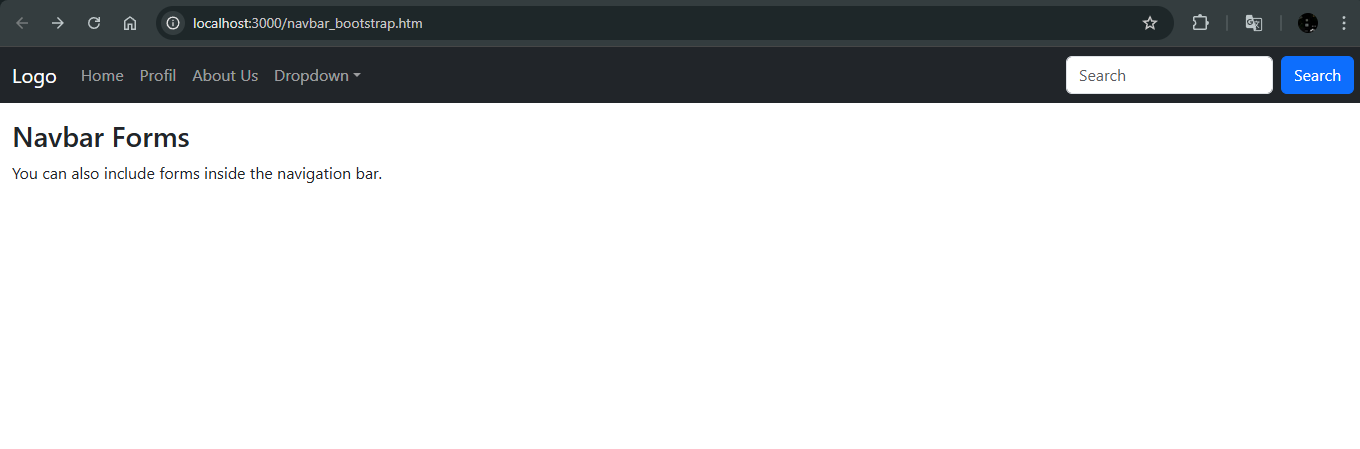 localhost:3000/navbar_bootstrap.htm
Logo Home Profil About Us Dropdown Search Search
Navbar Forms
You can also include forms inside the navigation bar.